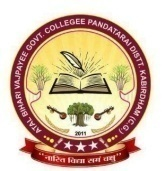 ATAL BIHARI VAJPAYEE GOVT. COLLEGEE PANDATARAI DISTT. KABIRDHAM (C.G.)
2011
नास्ति विद्या समं चक्षु